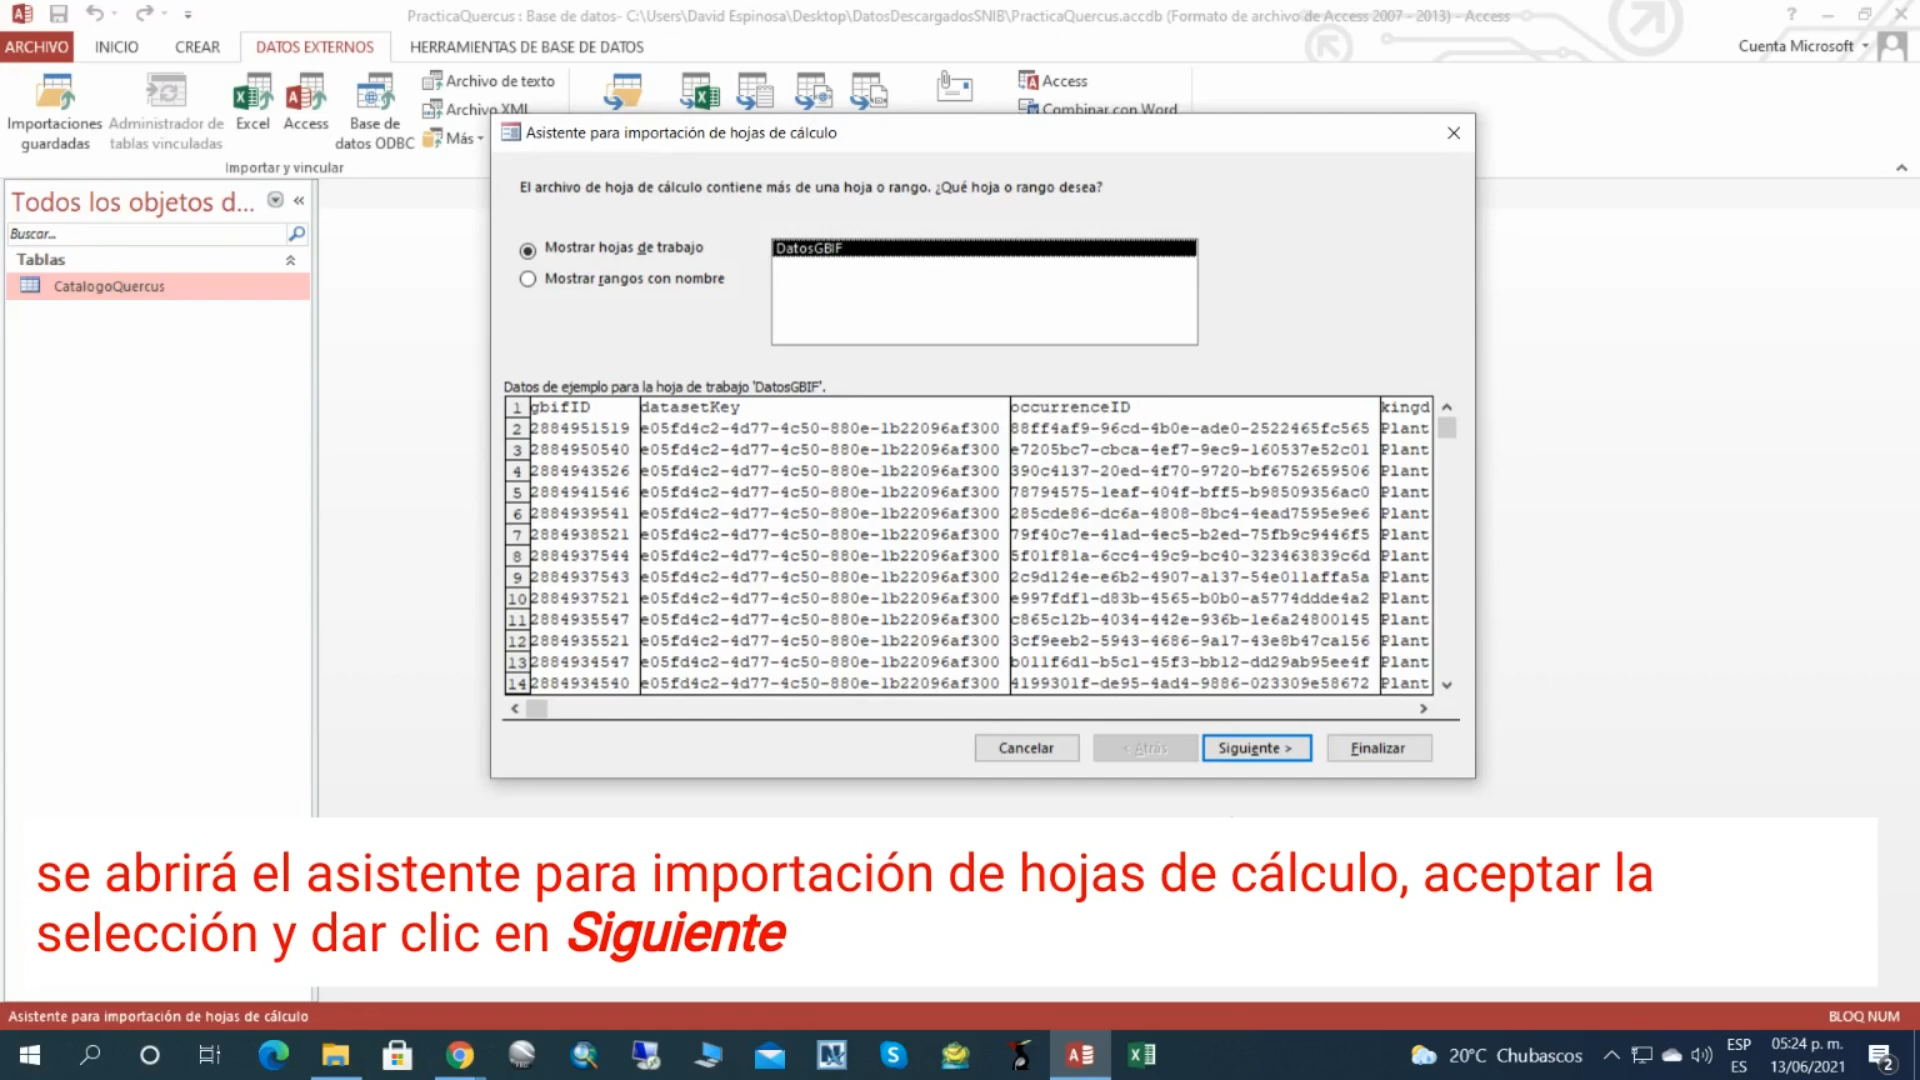 PracticaQuercus : Base de datos- C:\Users\David Espinosa\Desktop\DatosDescargadosSNIB\PracticaQuercus.accdb (Formato de archivo de Access 2007 - 2013) - Access
ARCHIVO INICIO CREAR DATOS EXTERNOS HERRAMIENTAS DE BASE DE DATOS Cuenta Microsoft
Importaciones guardadas
Administrador de tablas vinculadas
Excel
Access
Base de datos ODBC
Archivo de texto
Archivo XML
Más
Access
Combinar con Word
Importar y vincular
Todos los objetos d...
Buscar...
Tablas
CatalogoQuercus
Asistente para importación de hojas de cálculo
El archivo de hoja de cálculo contiene más de una hoja o rango. ¿Qué hoja o rango desea?
Mostrar hojas de trabajo
Mostrar rangos con nombre
DatosGBIF
Datos de ejemplo para la hoja de trabajo 'DatosGBIF'.
1 gbifID datasetKey occurrenceID kingd
2 2884951519 e05fd4c2-4d77-4c50-880e-1b22096af300 88ff4af9-96cd-4b0e-ade0-2522465fc565 Plant
3 2884950540 e05fd4c2-4d77-4c50-880e-1b22096af300 e7205bc7-cbca-4ef7-9ec9-160537e52c01 Plant
4 2884943526 e05fd4c2-4d77-4c50-880e-1b22096af300 390c4137-20ed-4f70-9720-bf6752659506 Plant
5 2884941546 e05fd4c2-4d77-4c50-880e-1b22096af300 78794575-1eaf-404f-bff5-b98509356ac0 Plant
6 2884939541 e05fd4c2-4d77-4c50-880e-1b22096af300 285cde86-dc6a-4808-8bc4-4ead7595e9e6 Plant
7 2884938521 e05fd4c2-4d77-4c50-880e-1b22096af300 79f40c7e-41ad-4ec5-b2ed-75fb9c9446f5 Plant
8 2884937544 e05fd4c2-4d77-4c50-880e-1b22096af300 5f01f81a-6cc4-49c9-bc40-323463839c6d Plant
9 2884937543 e05fd4c2-4d77-4c50-880e-1b22096af300 2c9d124e-e6b2-4907-a137-54e011affa5a Plant
10 2884937521 e05fd4c2-4d77-4c50-880e-1b22096af300 e997fdf1-d83b-4565-b0b0-a5774ddde4a2 Plant
11 2884935547 e05fd4c2-4d77-4c50-880e-1b22096af300 c865c12b-4034-442e-936b-1e6a24800145 Plant
12 2884935521 e05fd4c2-4d77-4c50-880e-1b22096af300 3cf9eeb2-5943-4686-9a17-43e8b47ca156 Plant
13 2884934547 e05fd4c2-4d77-4c50-880e-1b22096af300 b011f6d1-b5c1-45f3-bb12-dd29ab95ee4f Plant
14 2884934540 e05fd4c2-4d77-4c50-880e-1b22096af300 4199301f-de95-4ad4-9886-023309e58672 Plant
Cancelar < Atrás Siguiente > Finalizar
se abrirá el asistente para importación de hojas de cálculo, aceptar la
selección y dar clic en Siguiente
Asistente para importación de hojas de cálculo BLOQ NUM
20°C Chubascos
ESP
ES
05:24 p. m.
13/06/2021
2